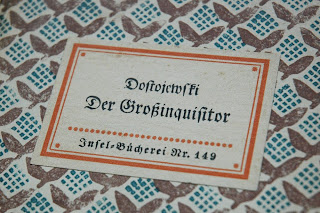 Dostojewski
Der Großinquisitor
Insel-Bücherei Nr. 149